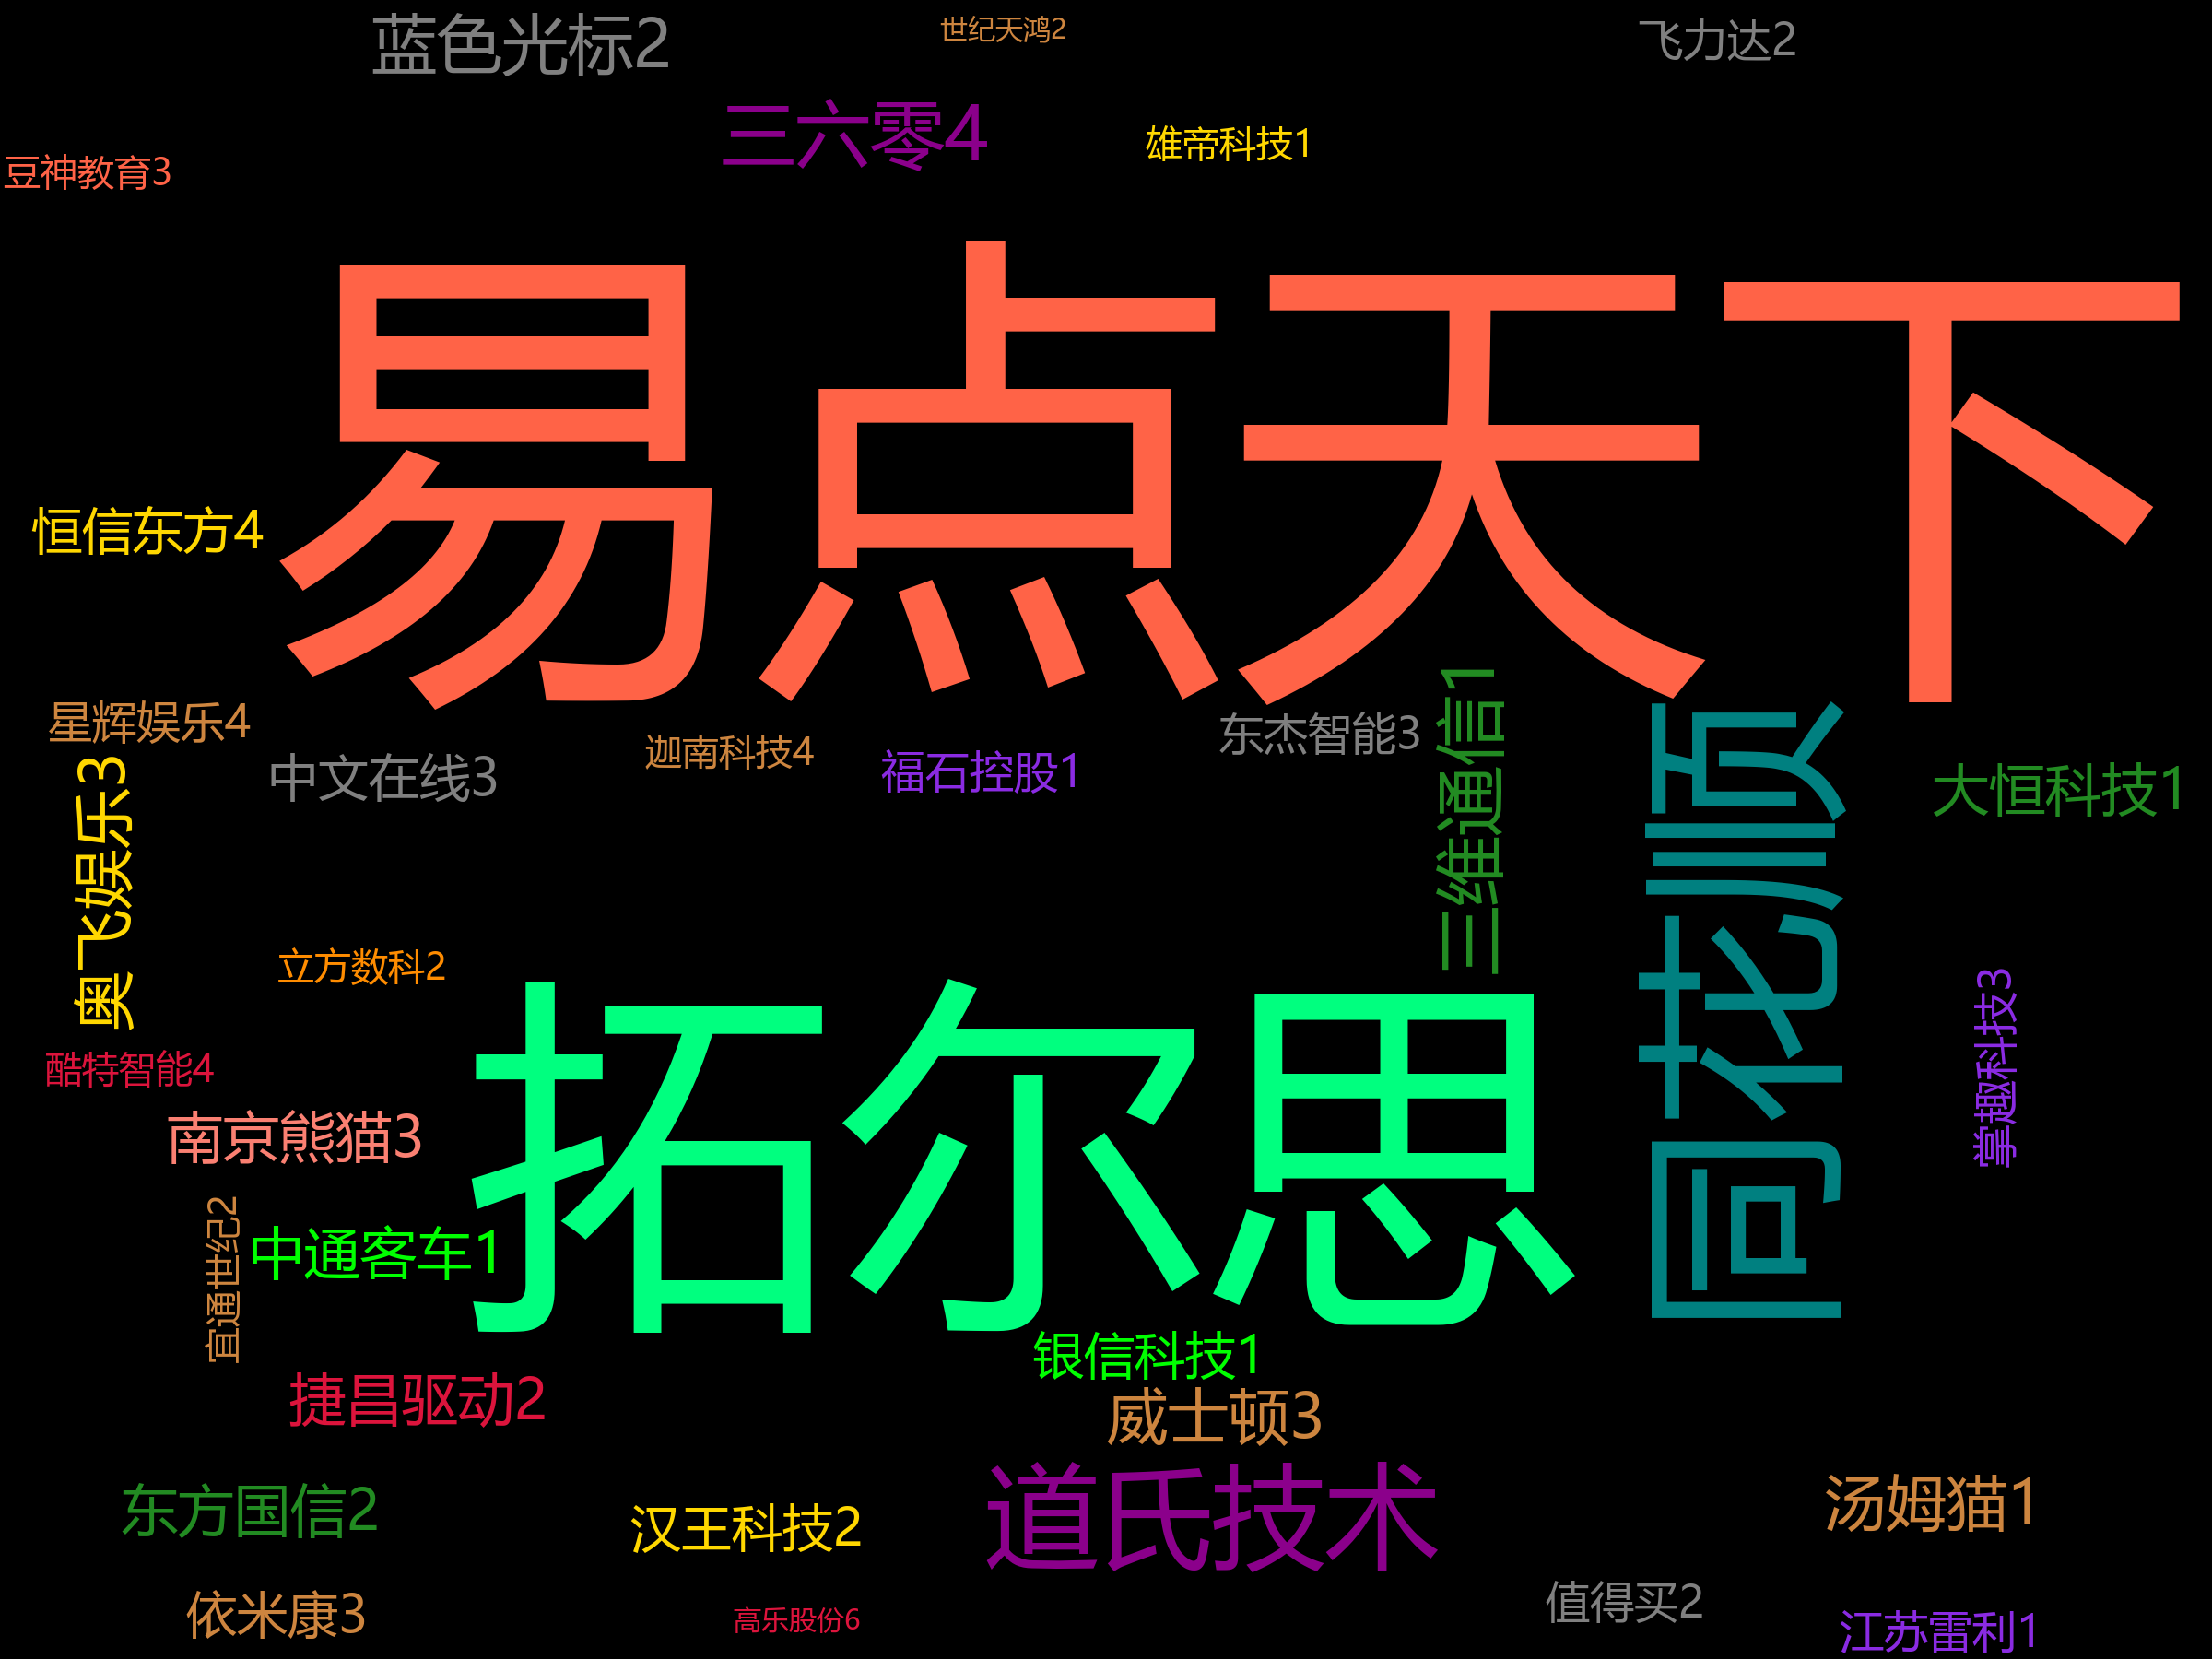 蓝色光标2
世纪天鸿2
飞力达2
三六零4
雄帝科技1
豆神教育3
易点天下
恒信东方4
星辉娱乐4
中文在线3
迦南科技4
福石控股1
东杰智能3
三维通信1
同花顺
大恒科技1
奥飞娱乐3
立方数科2
拓尔思
掌趣科技3
酷特智能4
南京熊猫3
宜通世纪2
中通客车1
银信科技1
捷昌驱动2
威士顿3
道氏技术
东方国信2
汉王科技2
汤姆猫1
依米康3
高乐股份6
值得买2
江苏雷利1